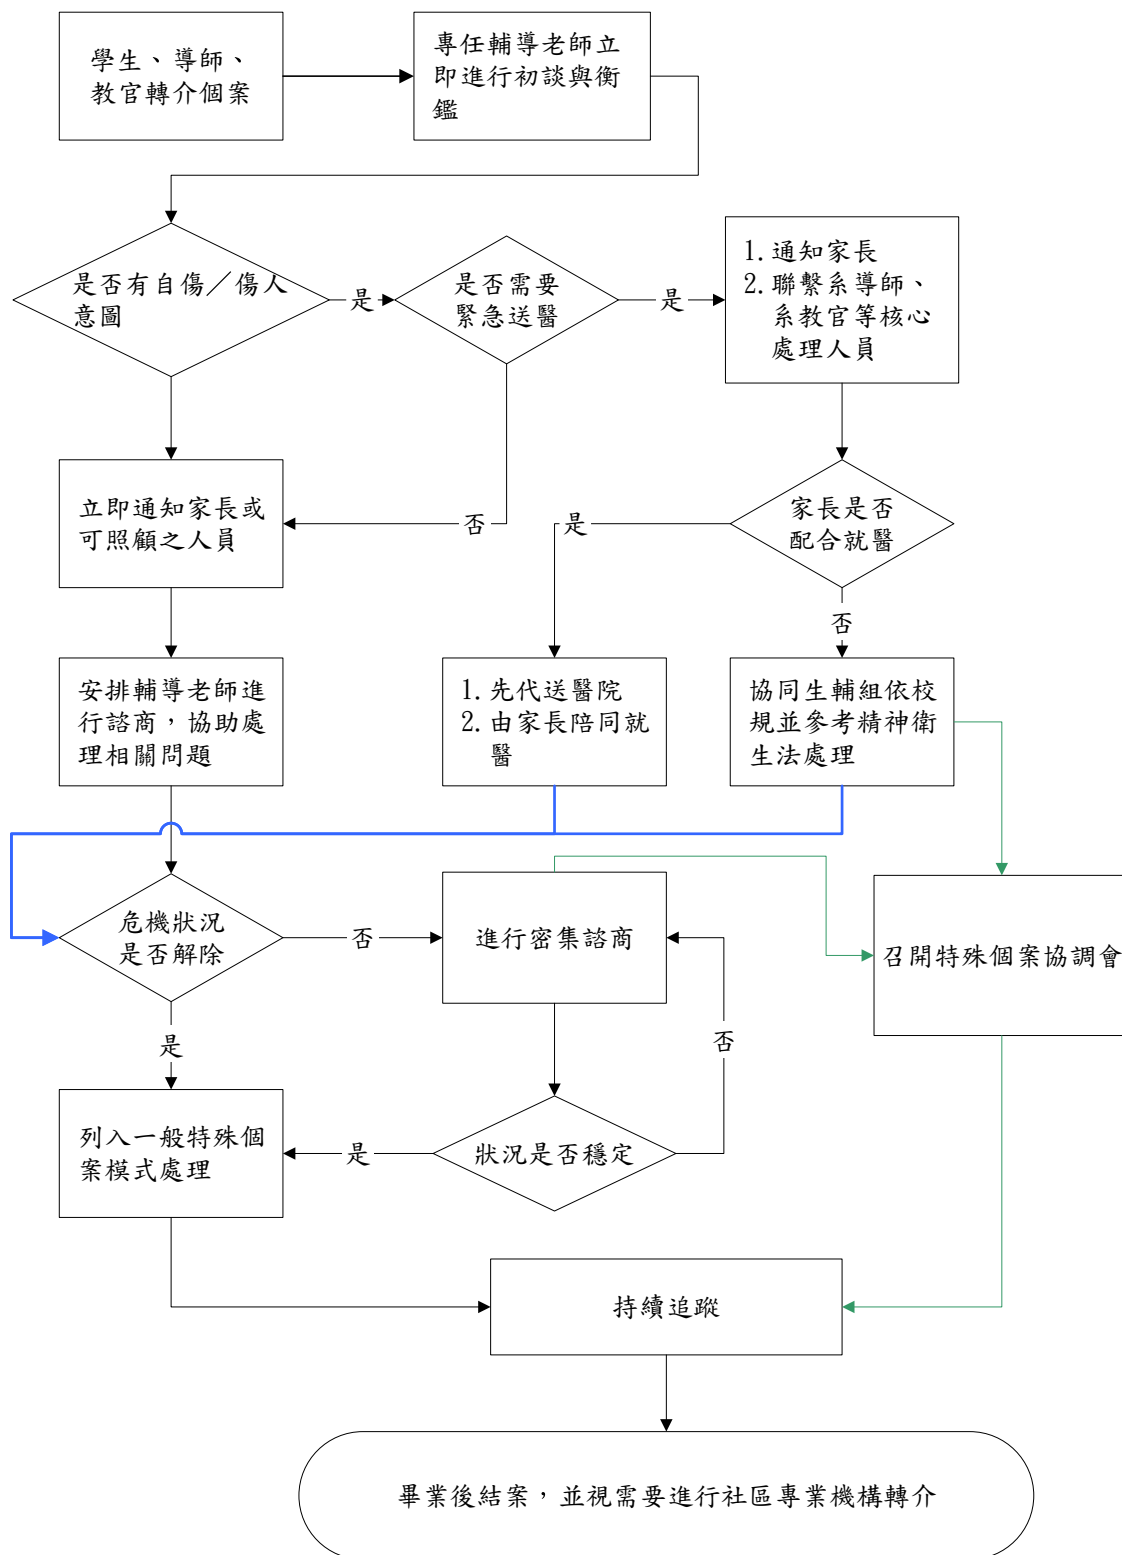 學生、導師、
教官轉介個案
專任輔導老師立
即進行初談與衡
鑑
是否有自傷／傷人
意圖
是
是否需要
緊急送醫
是
1. 通知家長
2. 聯繫系導師、
系教官等核心
處理人員
立即通知家長或
可照顧之人員
否
是
家長是否
配合就醫
否
安排輔導老師進
行諮商，協助處
理相關問題
1. 先代送醫院
2. 由家長陪同就
醫
協同生輔組依校
規並參考精神衛
生法處理
危機狀況
是否解除
否
進行密集諮商
召開特殊個案協調會
是
否
列入一般特殊個
案模式處理
是
狀況是否穩定
持續追蹤
畢業後結案，並視需要進行社區專業機構轉介